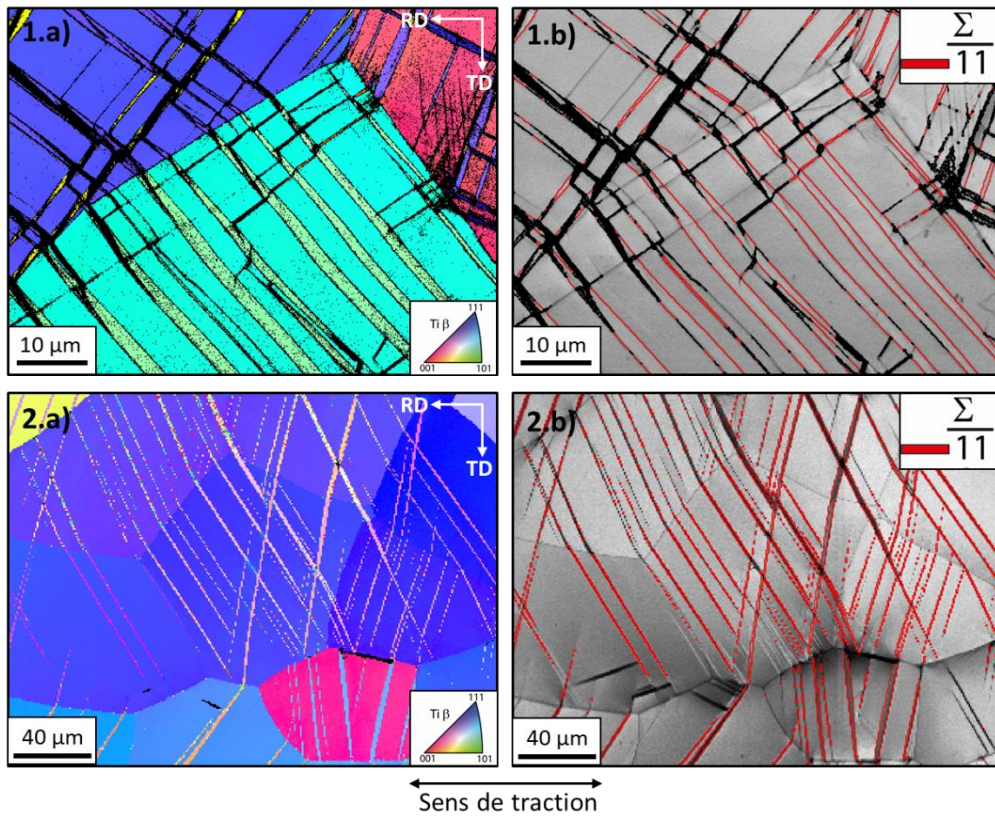 1.a)
RD
TD
10 µm
Ti β
111
001
101
1.b)
Σ
11
10 µm
2.a)
RD
TD
40 µm
Ti β
111
001
101
2.b)
Σ
11
40 µm
Sens de traction